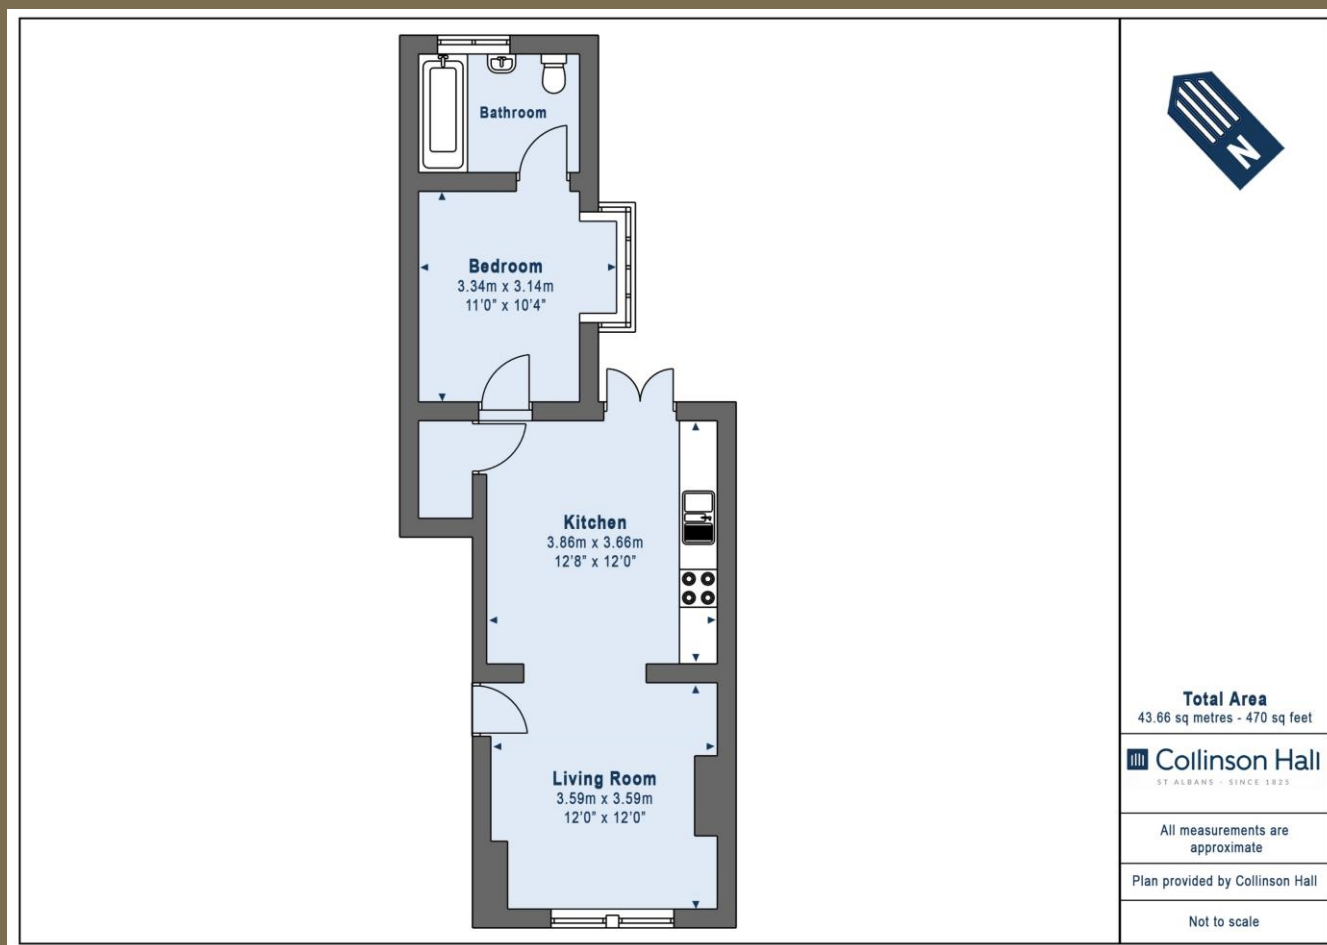 Bathroom
Bedroom
3.34m x 3.14m
11'0" x 10'4"
Kitchen
3.86m x 3.66m
12'8" x 12'0"
Living Room
3.59m x 3.59m
12'0" x 12'0"
N
Total Area
43.66 sq metres - 470 sq feet
Collinson Hall
ST ALBANS - SINCE 1825
All measurements are
approximate
Plan provided by Collinson Hall
Not to scale